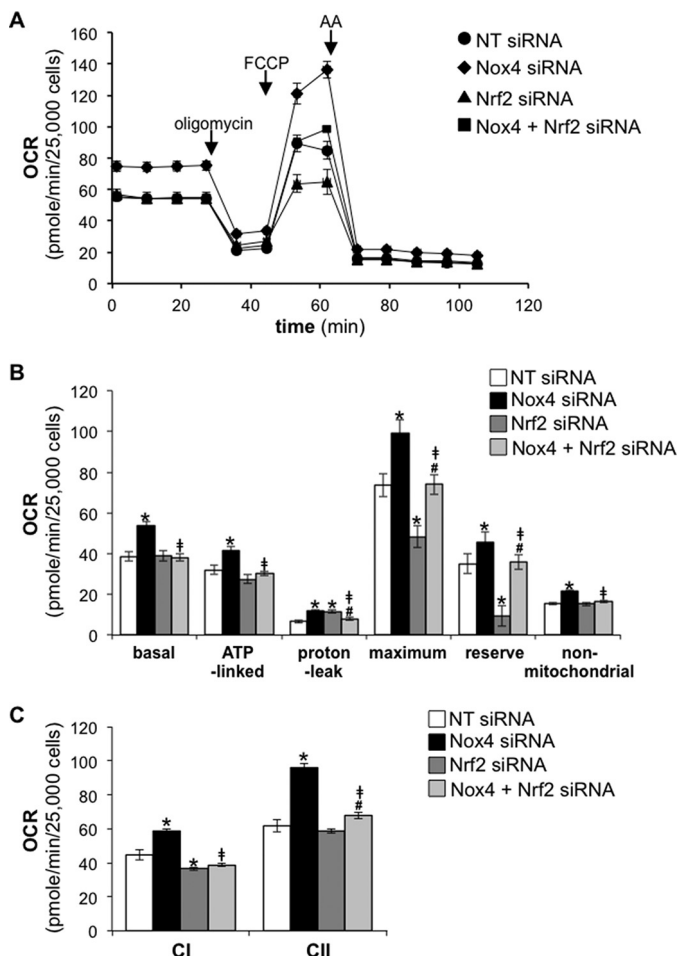 A
160
140
120
100
80
60
40
20
0
OCR
(pmole/min/25,000 cells)
oligomycin
FCCP
AA
NT siRNA
Nox4 siRNA
Nrf2 siRNA
Nox4 + Nrf2 siRNA
0 20 40 60 80 100 120
time (min)
B
120
100
80
60
40
20
0
OCR
(pmole/min/25,000 cells)
NT siRNA
Nox4 siRNA
Nrf2 siRNA
Nox4 + Nrf2 siRNA
* ǂ
* ǂ
* * ǂ #
* * ǂ #
* * ǂ #
* ǂ
basal ATP proton maximum reserve non-
-linked -leak mitochondrial
C
120
100
80
60
40
20
0
OCR
(pmole/min/25,000 cells)
NT siRNA
Nox4 siRNA
Nrf2 siRNA
Nox4 + Nrf2 siRNA
* * ǂ
* ǂ #
CI CII